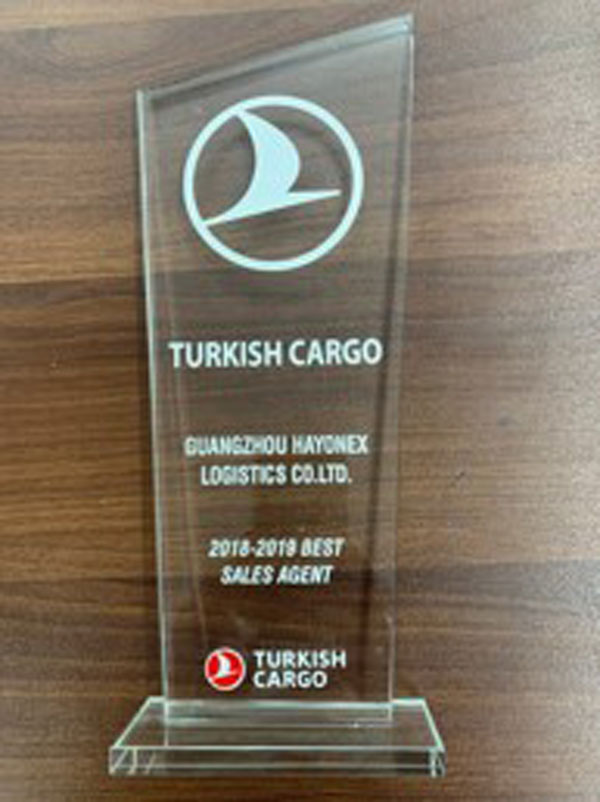 TURKISH CARGO
GUANGZHOU HAYONEX
LOGISTICS CO.LTD.
2018-2019 BEST
SALES AGENT
TURKISH
CARGO